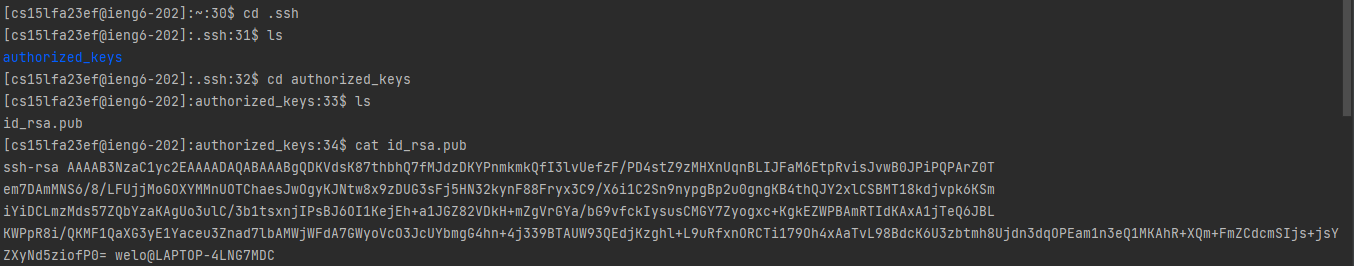 [cs15lfa23ef@ieng6-202]:~:30$ cd .ssh
[cs15lfa23ef@ieng6-202]:.ssh:31$ ls
authorized_keys
[cs15lfa23ef@ieng6-202]:.ssh:32$ cd authorized_keys
[cs15lfa23ef@ieng6-202]:authorized_keys:33$ ls
id_rsa.pub
[cs15lfa23ef@ieng6-202]:authorized_keys:34$ cat id_rsa.pub
ssh-rsa AAAAB3NzaC1yc2EAAAADAQABAAABgQDKVdsK87thbhQ7fMJdzDKYPnmkmkQfI3lvUefzF/PD4stZ9zMHXnUqnBLIJFaM6EtpRvisJvwB0JPiPQPArZ0T
em7DAmMNS6/8/LFUjjMoGOXYMMnUOTChaesJwOgyKJNtw8x9zDUG3sFj5HN32kynF88Fryx3C9/X6i1C2Sn9nypgBp2u0gngKB4thQJY2xlCSBMT18kdjvpk6KSm
iYiDCLmzMds57ZQbYzaKAgUo3ulC/3b1tsxnjIPsBJ6OI1KejEh+a1JGZ82VDkH+mZgVrGYa/bG9vfckIysusCMGY7Zyogxc+KgkEZWPBAmRTIdKAxA1jTeQ6JBL
KWPpR8i/QKMF1QaXG3yE1Yaceu3Znad7lbAMWjWFdA7GWyoVcO3JcUYbmgG4hn+4j339BTAUW93QEdjKzghl+L9uRfxnORCTi179Oh4xAaTvL98BdcK6U3zbtmh8Ujdn3dqOPEam1n3eQ1MKAhR+XQm+FmZCdcmSIjs+jsY
ZXyNd5ziofP0= welo@LAPTOP-4LNG7MDC